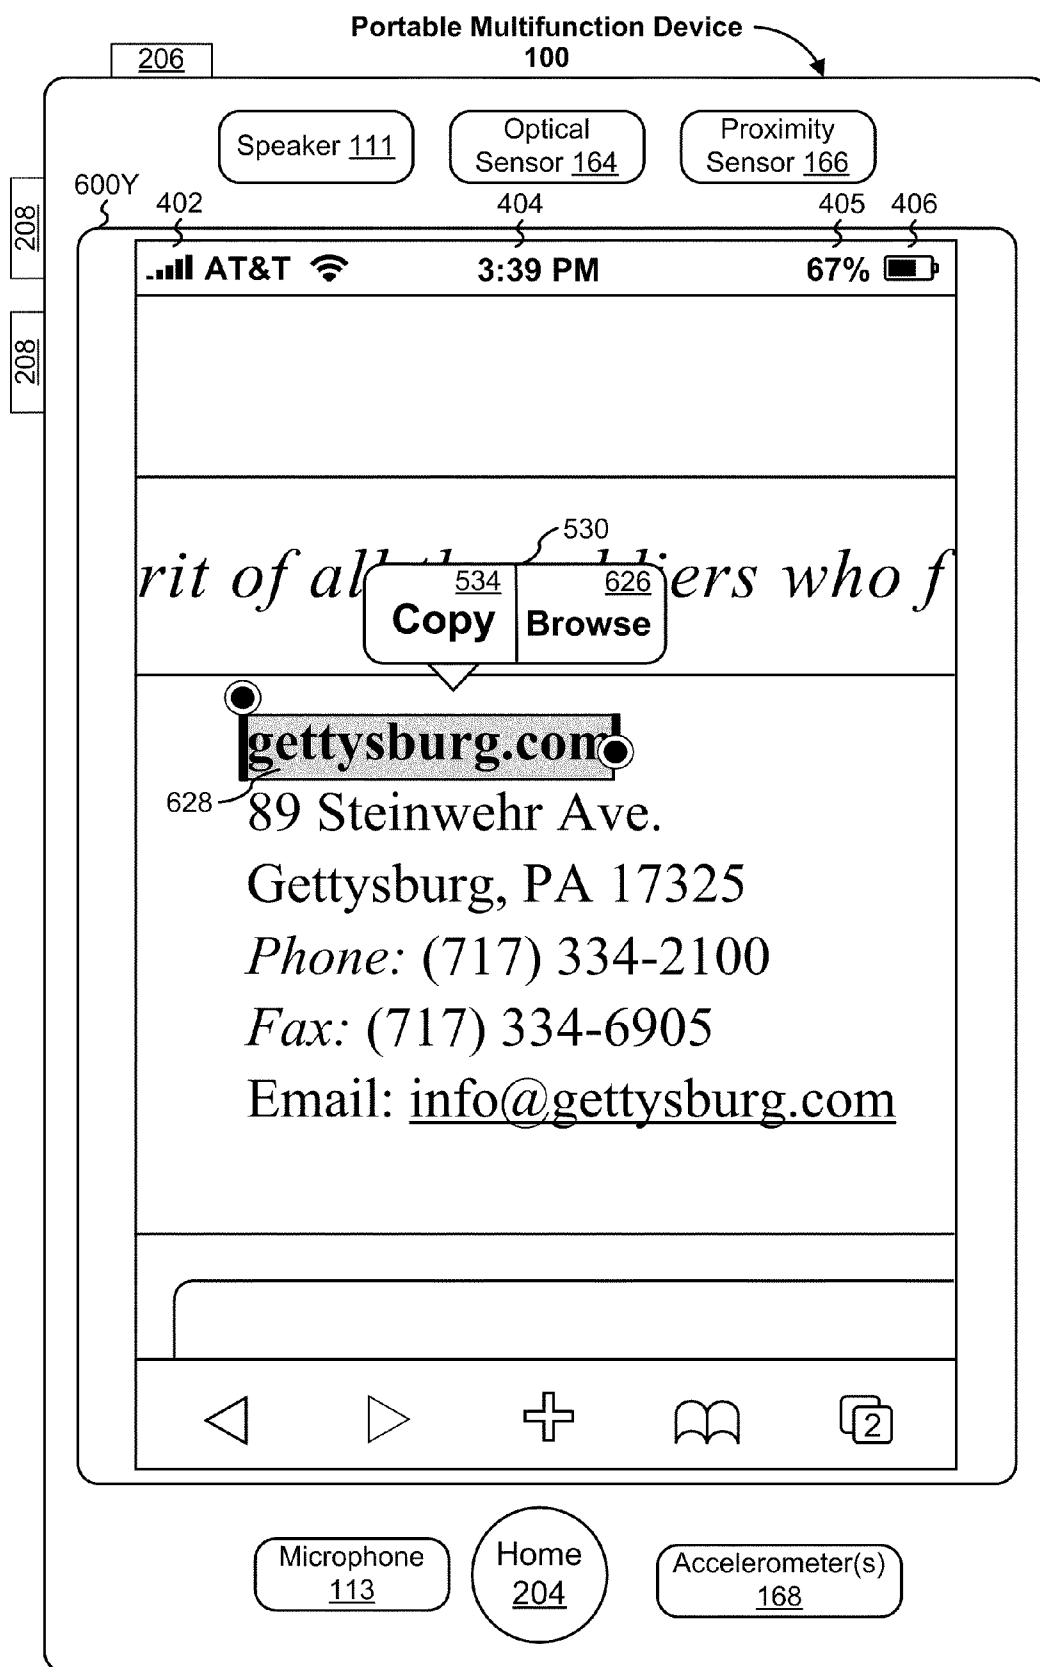 Portable Multifunction Device
100
206
Speaker 111
Optical
Sensor 164
Proximity
Sensor 166
600Y
402
404
405
406
208
208
AT&T
3:39 PM
67%
530
rit of all
iers who f
534
Copy
626
Browse
gettysburg.com
628
89 Steinwehr Ave.
Gettysburg, PA 17325
Phone: (717) 334-2100
Fax: (717) 334-6905
Email: info@gettysburg.com
2
Microphone
113
Home
204
Accelerometer(s)
168